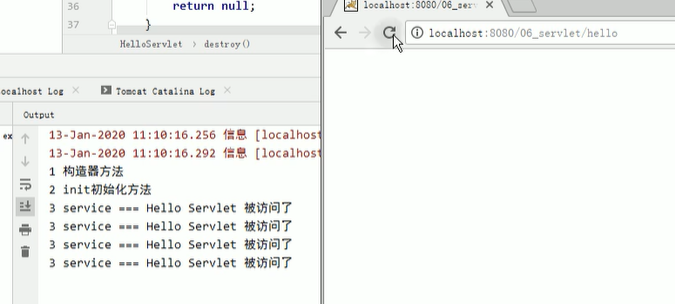 36 return null;
37 }
HelloServlet > destroy()
ocalhost Log × Tomcat Catalina Log ×
Output
ex
13-Jan-2020 11:10:16.256 信息 [localhost
13-Jan-2020 11:10:16.292 信息 [localhost
1 构造器方法
2 init初始化方法
3 service === Hello Servlet 被访问了
3 service === Hello Servlet 被访问了
3 service === Hello Servlet 被访问了
3 service === Hello Servlet 被访问了
localhost:8080/06_serv ×
localhost:8080/06_servlet/hello